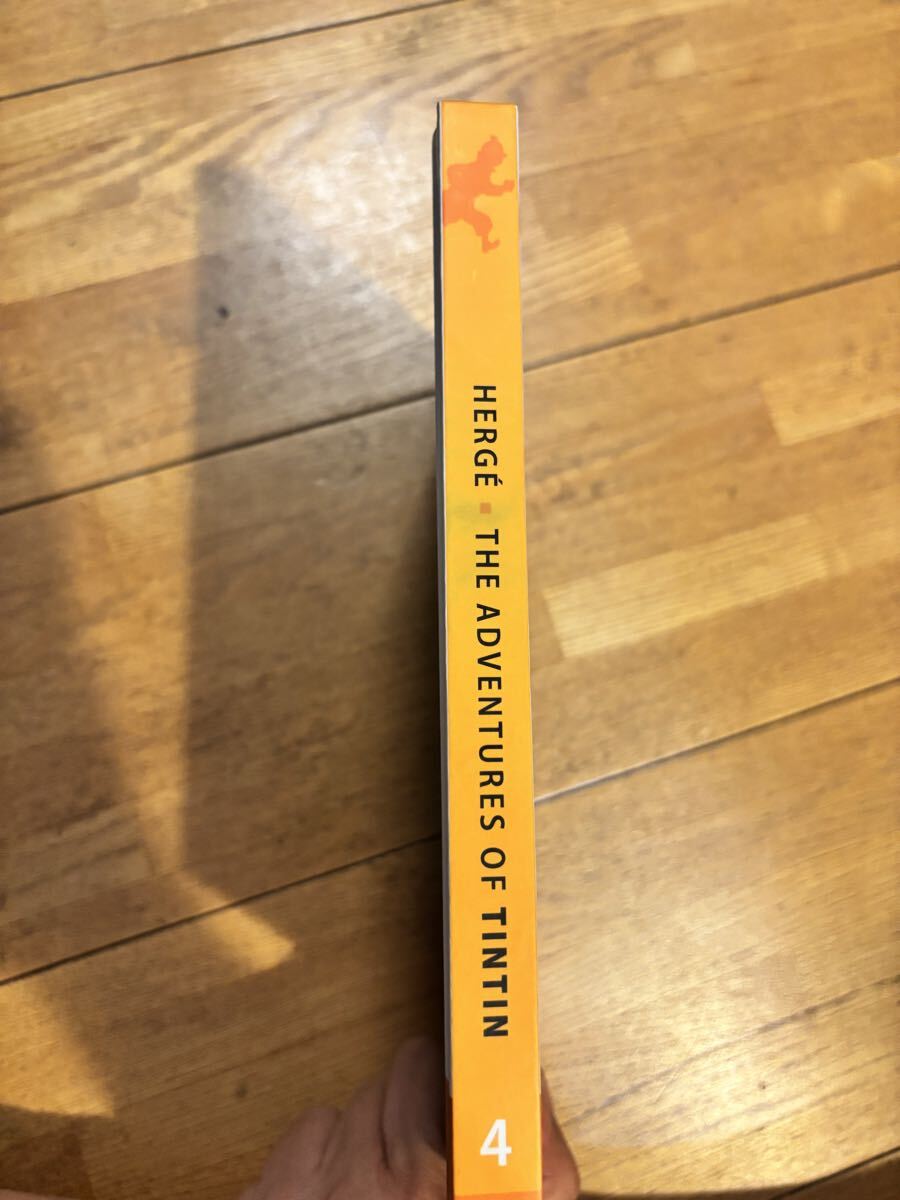 HERGÉ ▪ THE ADVENTURES OF TINTIN
4